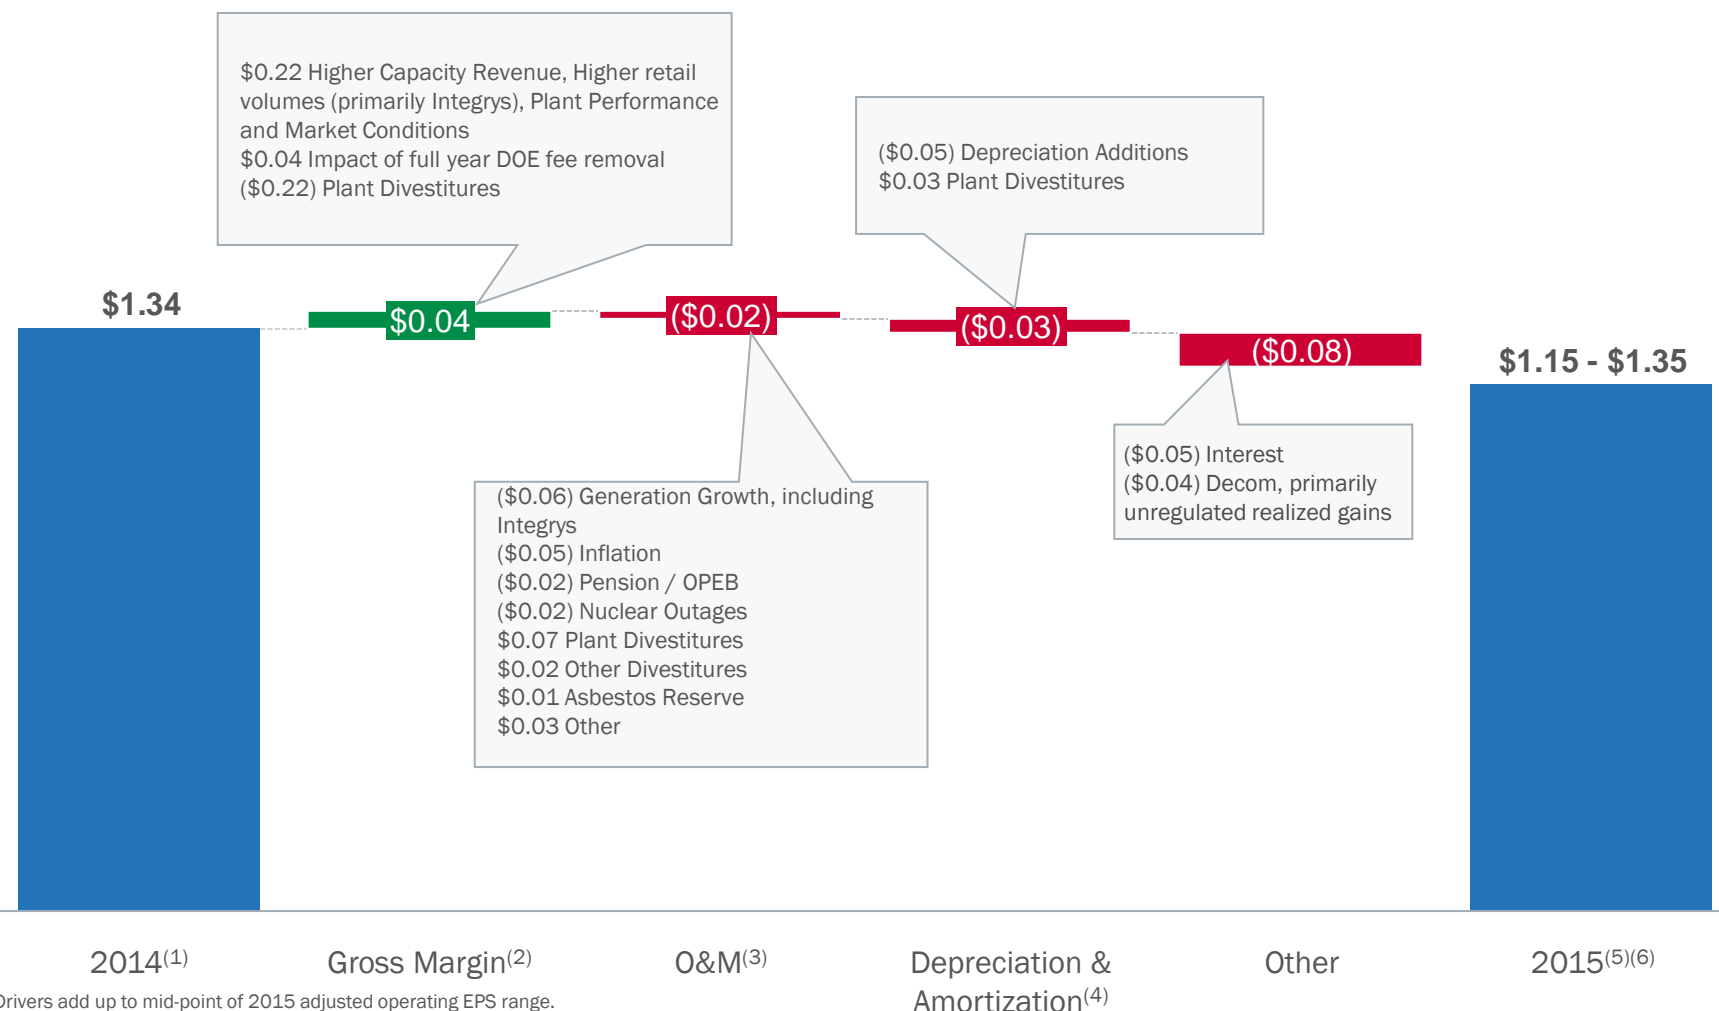 $0.22 Higher Capacity Revenue, Higher retail
volumes (primarily Integrys), Plant Performance
and Market Conditions
$0.04 Impact of full year DOE fee removal
($0.22) Plant Divestitures
($0.05) Depreciation Additions
$0.03 Plant Divestitures
$1.34
$0.04
($0.02)
($0.03)
($0.08)
$1.15 - $1.35
($0.05) Interest
($0.04) Decom, primarily
unregulated realized gains
($0.06) Generation Growth, including
Integrys
($0.05) Inflation
($0.02) Pension / OPEB
($0.02) Nuclear Outages
$0.07 Plant Divestitures
$0.02 Other Divestitures
$0.01 Asbestos Reserve
$0.03 Other
2014(1)
Gross Margin(2)
O&M(3)
Depreciation &
Amortization(4)
Other
2015(5)(6)
Drivers add up to mid-point of 2015 adjusted operating EPS range.